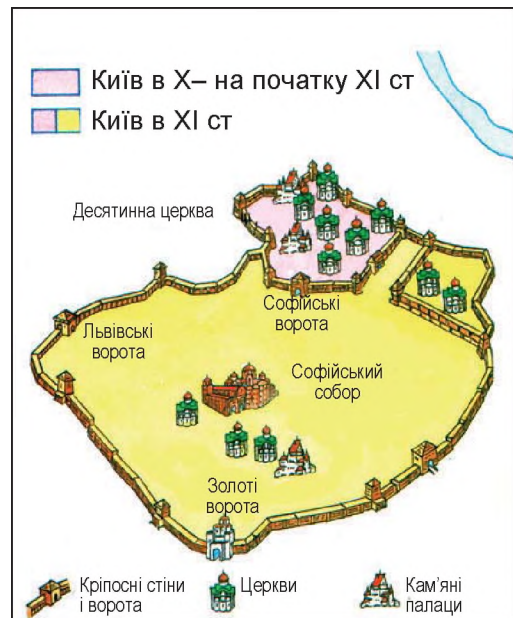 Київ в X– на початку XI ст
Київ в XI ст
Десятинна церква
Софійські
ворота
Львівські
ворота
Софійський
собор
Золоті
ворота
Кріпосні стіни
і ворота
Церкви
Кам’яні
палаци